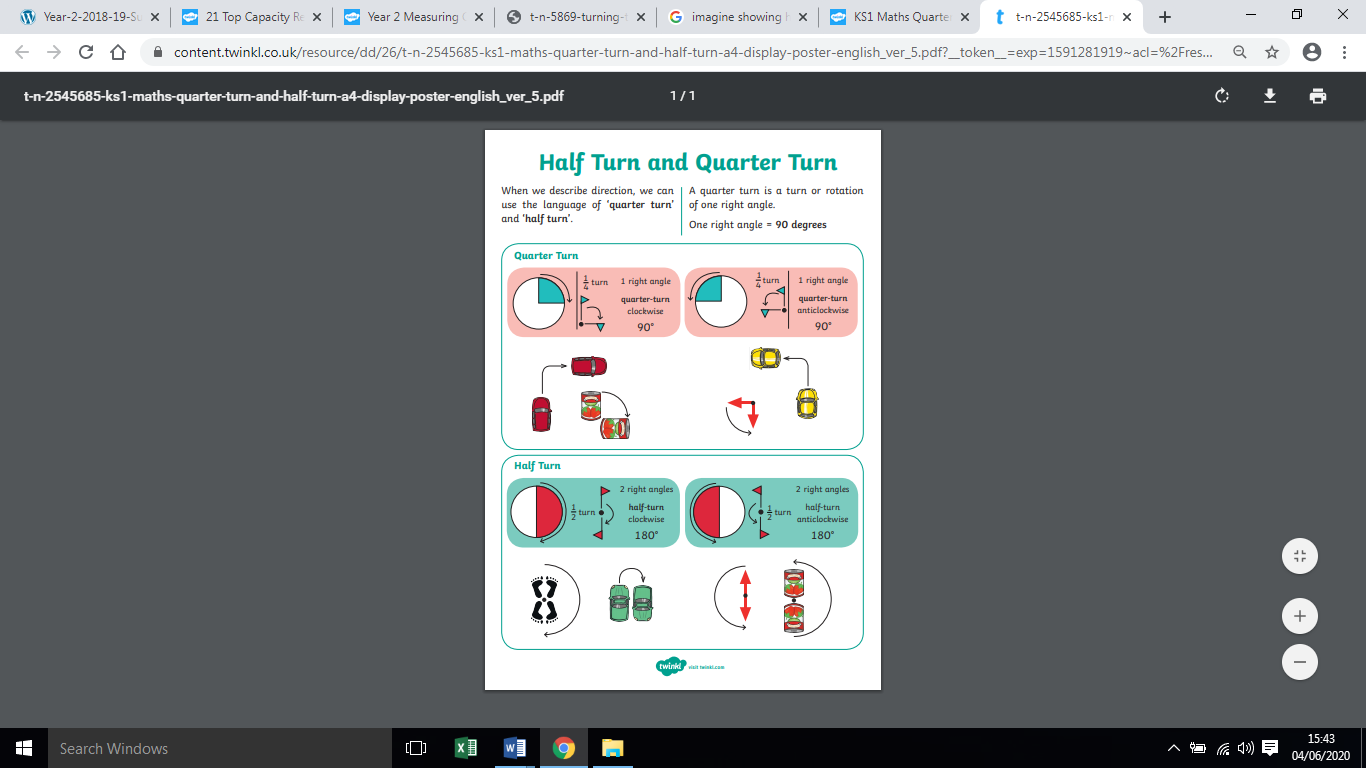 Year-2-2018-19-Su
21 Top Capacity Re
Year 2 Measuring C
t-n-5869-turning-t
imagine showing h
KS1 Maths Quarte
t-n-2545685-ks1-m
content.twinkl.co.uk/resource/dd/26/t-n-2545685-ks1-maths-quarter-turn-and-half-turn-a4-display-poster-english_ver_5.pdf?__token__=exp=1591281919~acl=%2Fres...
t-n-2545685-ks1-maths-quarter-turn-and-half-turn-a4-display-poster-english_ver_5.pdf
1 / 1
Half Turn and Quarter Turn
When we describe direction, we can
use the language of 'quarter turn'
and 'half turn'.
A quarter turn is a turn or rotation
of one right angle.
One right angle = 90 degrees
Quarter Turn
1/4 turn
1 right angle
quarter-turn
clockwise
90°
1/4 turn
1 right angle
quarter-turn
anticlockwise
90°
Half Turn
1/2 turn
2 right angles
half-turn
clockwise
180°
1/2 turn
2 right angles
half-turn
anticlockwise
180°
twinkl
visit twinkl.com
Search Windows
15:43
04/06/2020